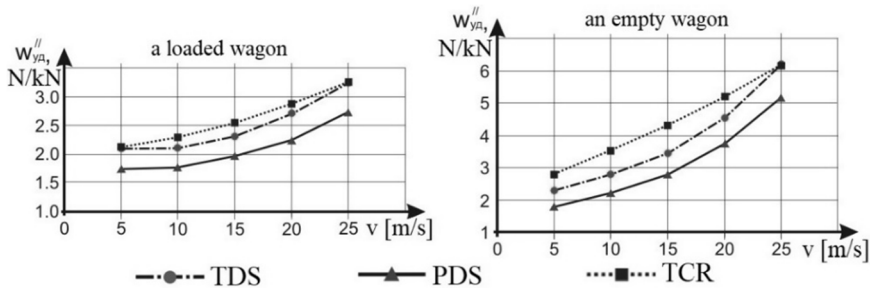 w//уд,
N/kN
a loaded wagon
3.0
2.5
2.0
1.5
1.0
0 5 10 15 20 25 v [m/s]
w//уд,
N/kN
an empty wagon
6
5
4
3
2
1
0 5 10 15 20 25 v [m/s]
TDS PDS TCR